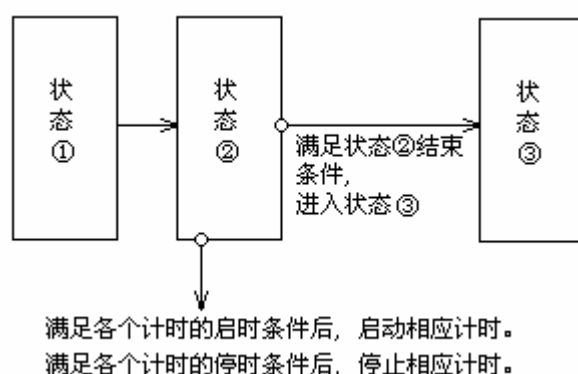 状
态
①
状
态
②
状
态
③
满足状态②结束
条件,
进入状态③
满足各个计时的启时条件后, 启动相应计时。
满足各个计时的停时条件后, 停止相应计时。